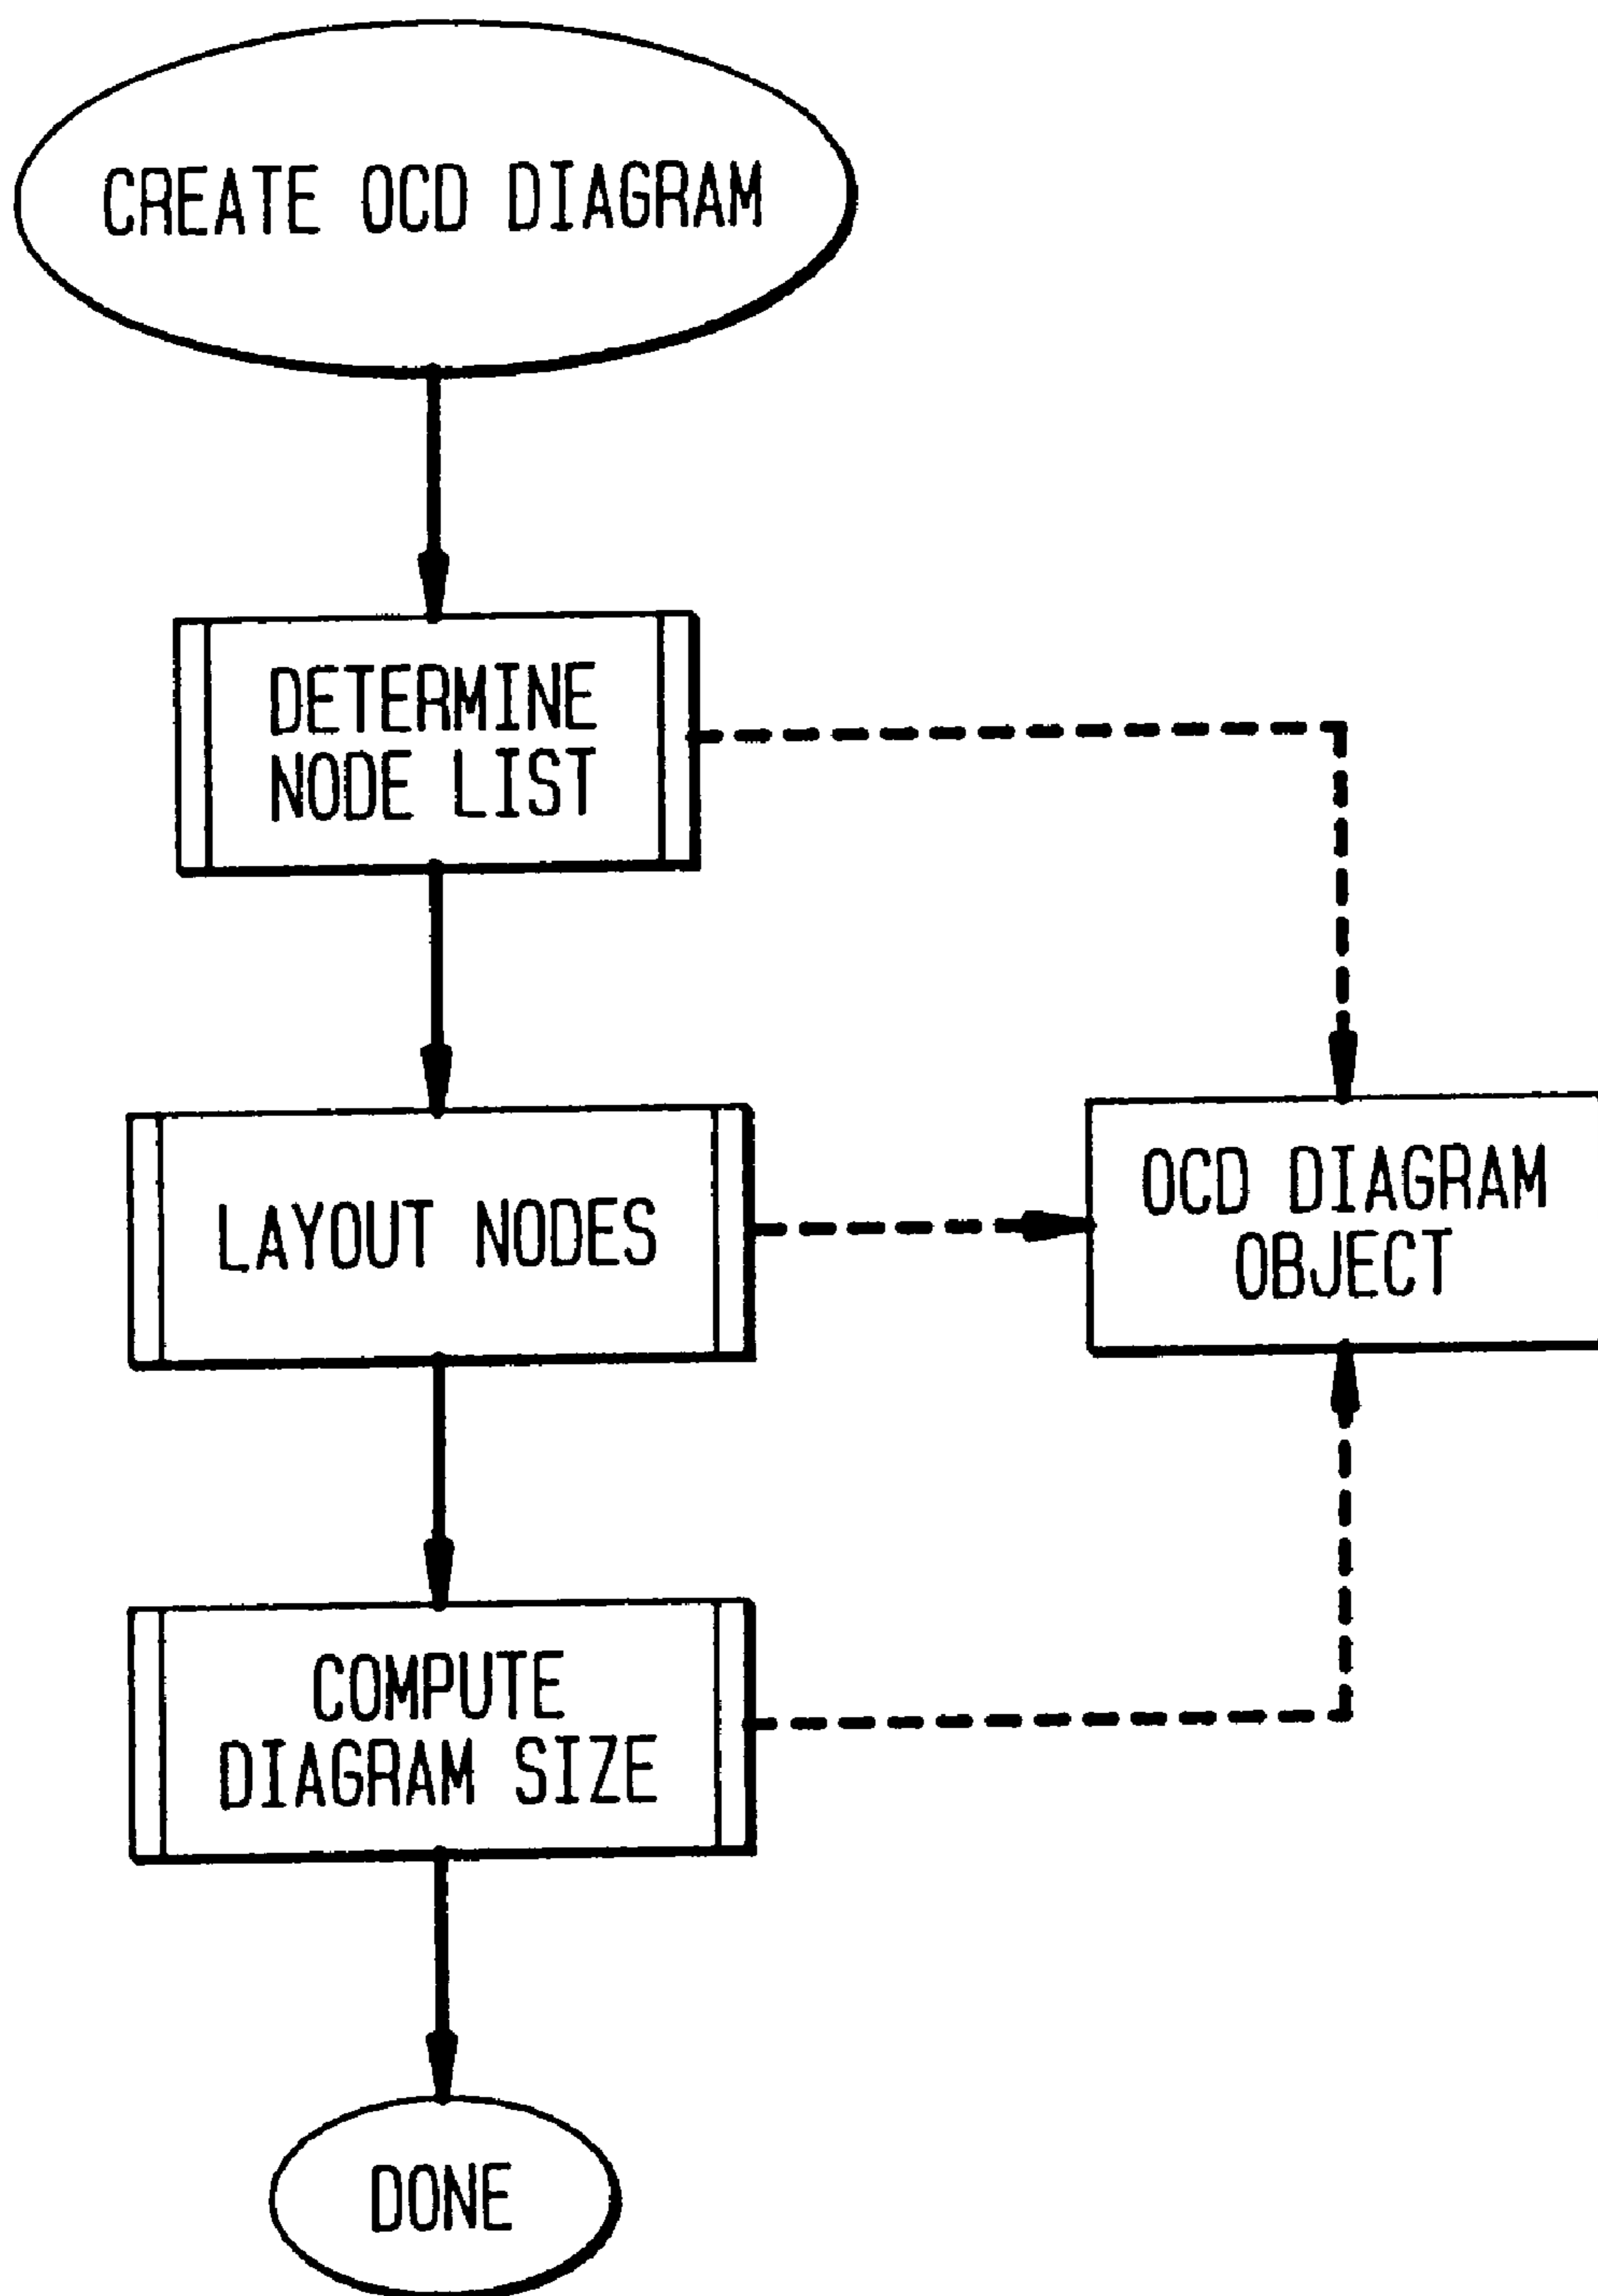 CREATE OCD DIAGRAM
DETERMINE
NODE LIST
LAYOUT NODES
OCD DIAGRAM
OBJECT
COMPUTE
DIAGRAM SIZE
DONE